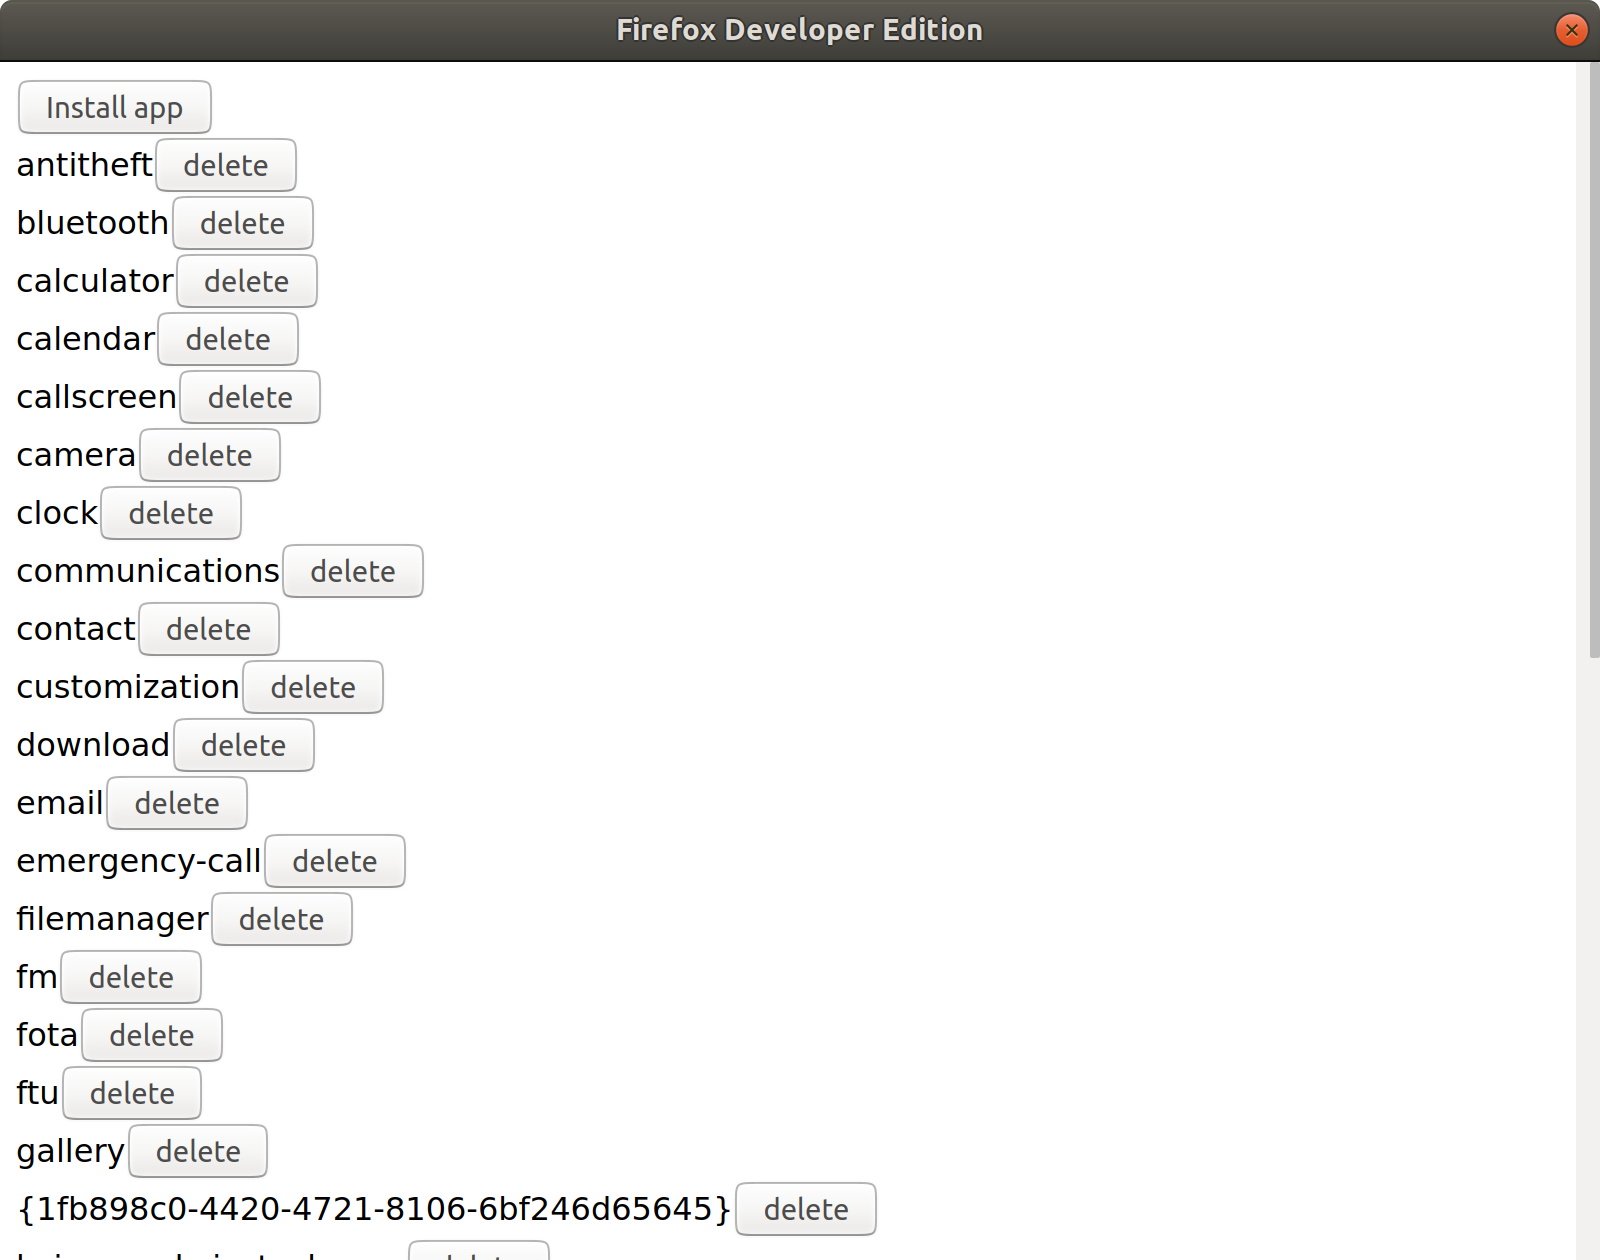 Firefox Developer Edition
Install app
antitheft delete
bluetooth delete
calculator delete
calendar delete
callscreen delete
camera delete
clock delete
communications delete
contact delete
customization delete
download delete
email delete
emergency-call delete
filemanager delete
fm delete
fota delete
ftu delete
gallery delete
{1fb898c0-4420-4721-8106-6bf246d65645} delete